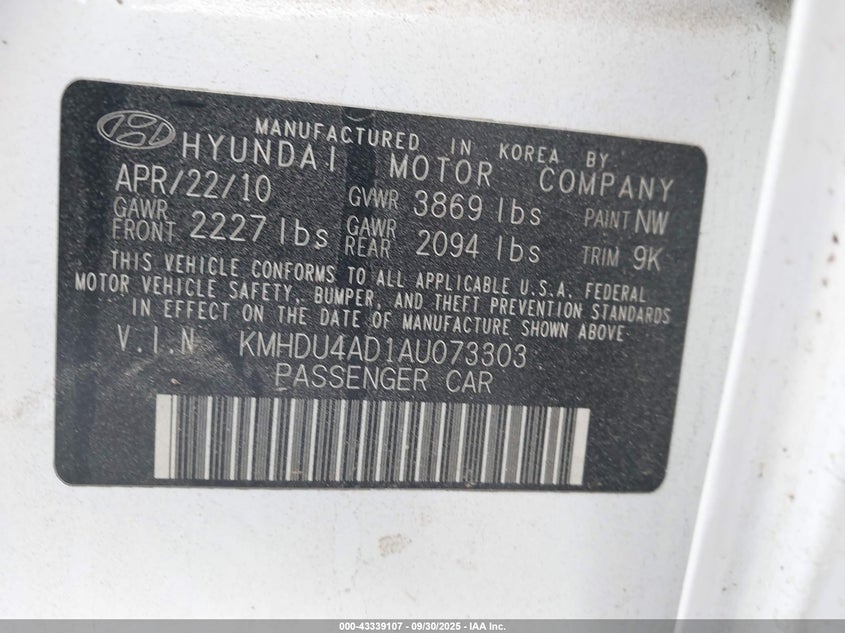 MANUFACTURED IN KOREA BY
HYUNDAI MOTOR COMPANY
APR/22/10 GVWR 3869 lbs PAINT NW
GAWR FRONT 2227 lbs GAWR REAR 2094 lbs TRIM 9K
THIS VEHICLE CONFORMS TO ALL APPLICABLE U.S.A. FEDERAL
MOTOR VEHICLE SAFETY, BUMPER, AND THEFT PREVENTION STANDARDS
IN EFFECT ON THE DATE OF MANUFACTURE SHOWN ABOVE
V.I.N KMHDU4AD1AU073303
PASSENGER CAR
000-43339107 - 09/30/2025 - IAA Inc.